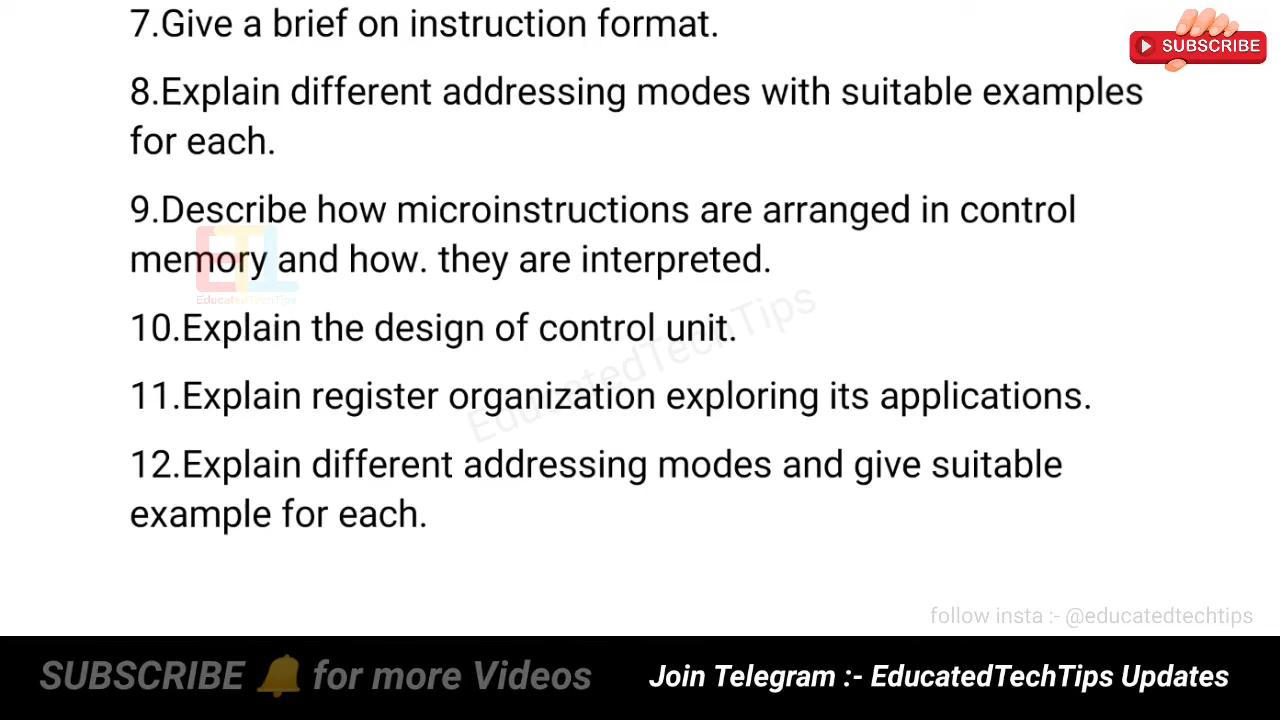 7.Give a brief on instruction format.
SUBSCRIBE
8.Explain different addressing modes with suitable examples
for each.
9.Describe how microinstructions are arranged in control
memory and how. they are interpreted.
ETL
EducatedTechTips
10.Explain the design of control unit.
EducatedTechTips
11.Explain register organization exploring its applications.
12.Explain different addressing modes and give suitable
example for each.
follow insta :- @educatedtechtips
SUBSCRIBE 🔔 for more Videos
Join Telegram :- EducatedTechTips Updates